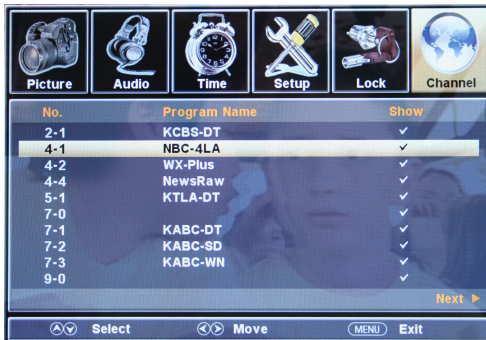 Picture Audio Time Setup Lock Channel
No. Program Name Show
2-1 KCBS-DT ✓
4-1 NBC-4LA ✓
4-2 WX-Plus ✓
4-4 NewsRaw ✓
5-1 KTLA-DT ✓
7-0 ✓
7-1 KABC-DT ✓
7-2 KABC-SD ✓
7-3 KABC-WN ✓
9-0 ✓
Next ▶
Select Move MENU Exit